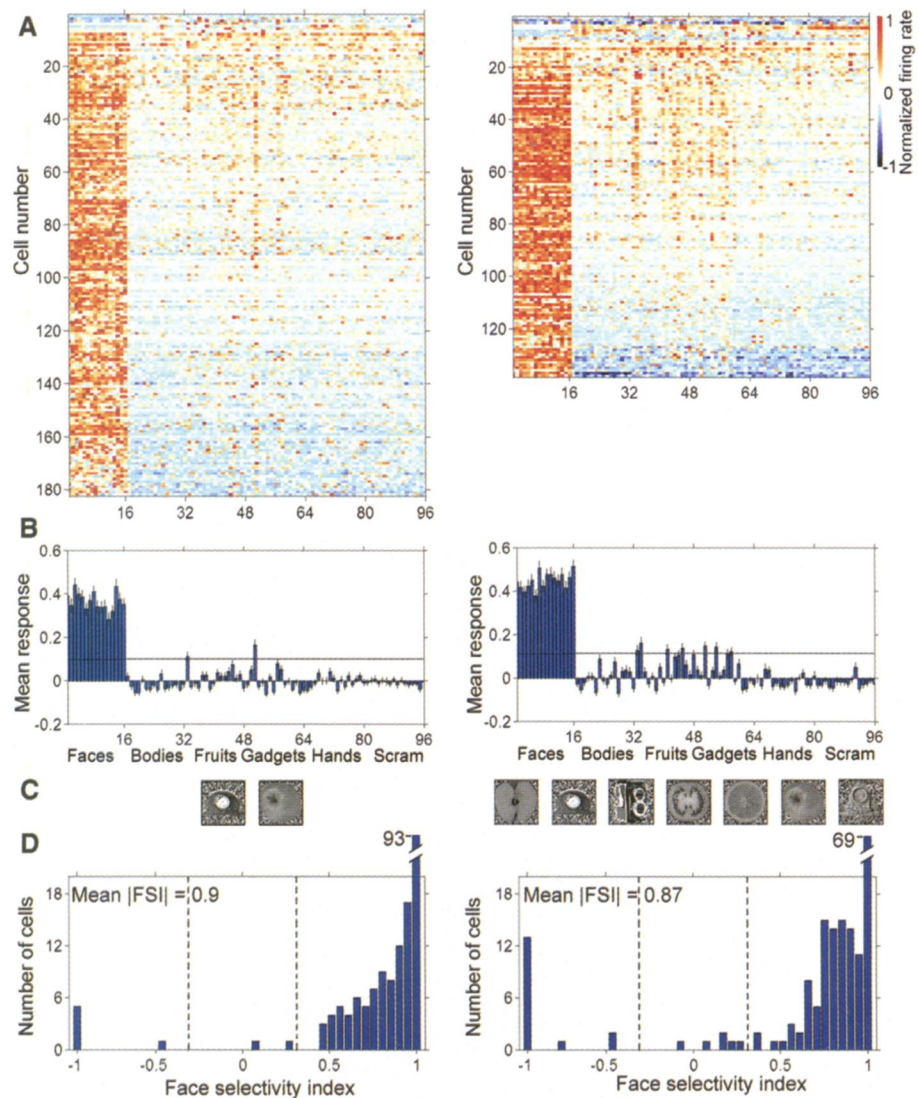 A
1
0
-1
Normalized firing rate
Cell number
20
40
60
80
100
120
140
160
180
16 32 48 64 80 96
Cell number
20
40
60
80
100
120
16 32 48 64 80 96
B
Mean response
0.6
0.4
0.2
0
-0.2
16 32 48 64 80 96
Faces Bodies Fruits Gadgets Hands Scram
Mean response
0.6
0.4
0.2
0
-0.2
16 32 48 64 80 96
Faces Bodies Fruits Gadgets Hands Scram
C
D
93
Mean |FSI| = 0.9
Number of cells
18
12
6
0
-1 -0.5 0 0.5 1
Face selectivity index
69
Mean |FSI| = 0.87
Number of cells
18
12
6
0
-1 -0.5 0 0.5 1
Face selectivity index